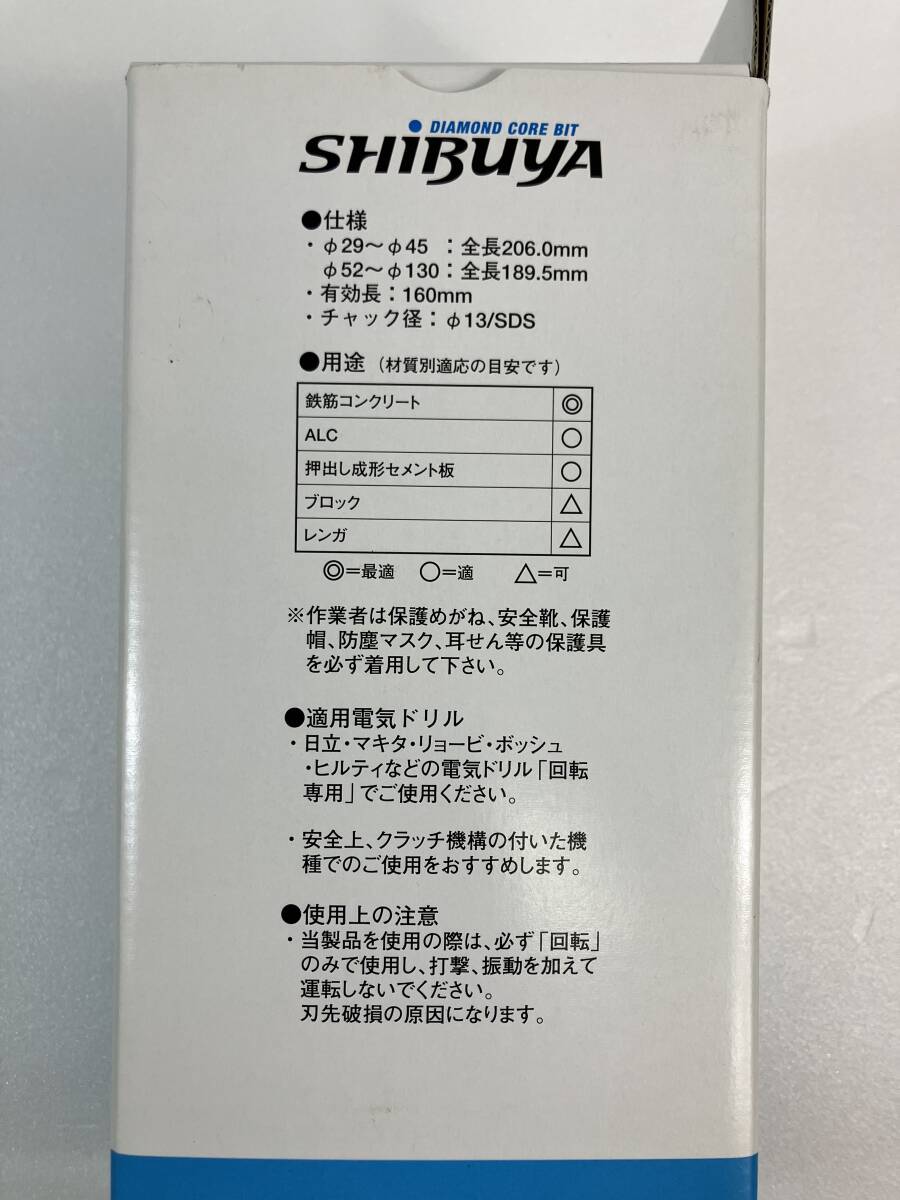 DIAMOND CORE BIT
SHIBUYA
●仕様
・φ29〜φ45 ：全長206.0mm
φ52〜φ130：全長189.5mm
・有効長：160mm
・チャック径：φ13/SDS
●用途（材質別適応の目安です）
鉄筋コンクリート ◎
ALC ○
押出し成形セメント板 ○
ブロック △
レンガ △
◎=最適 ○=適 △=可
※作業者は保護めがね、安全靴、保護
帽、防塵マスク、耳せん等の保護具
を必ず着用して下さい。
●適用電気ドリル
・日立・マキタ・リョービ・ボッシュ
・ヒルティなどの電気ドリル「回転
専用」でご使用ください。
・安全上、クラッチ機構の付いた機
種でのご使用をおすすめします。
●使用上の注意
・当製品を使用の際は、必ず「回転」
のみで使用し、打撃、振動を加えて
運転しないでください。
刃先破損の原因になります。